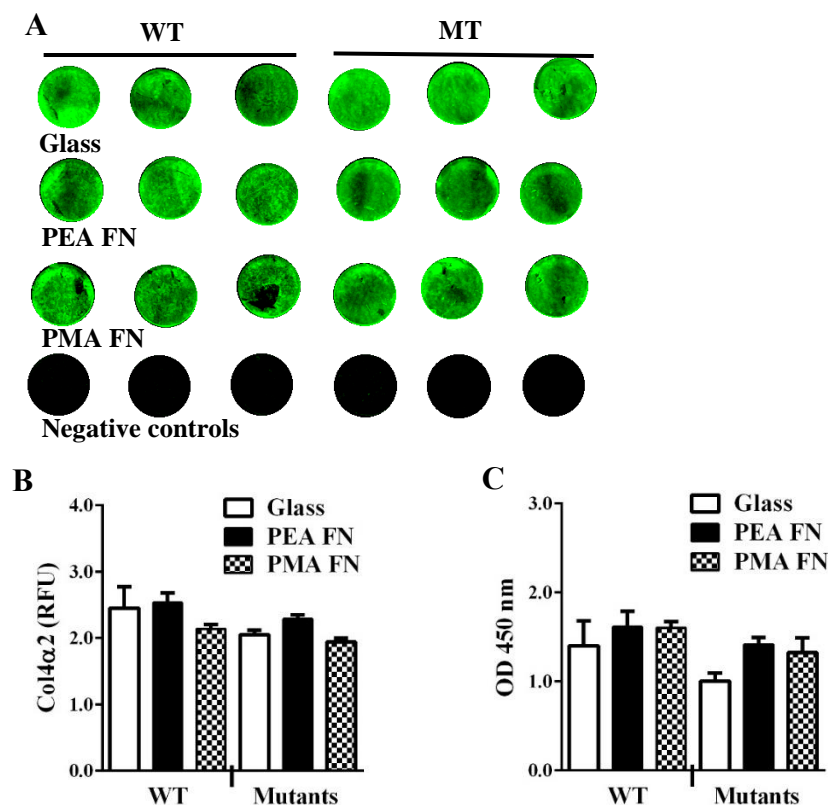 A
WT MT
Glass
PEA FN
PMA FN
Negative controls
B
4.0
3.0
2.0
1.0
0.0
Col4α2 (RFU)
Glass
PEA FN
PMA FN
WT Mutants
C
3.0
2.0
1.0
0.0
OD 450 nm
Glass
PEA FN
PMA FN
WT Mutants